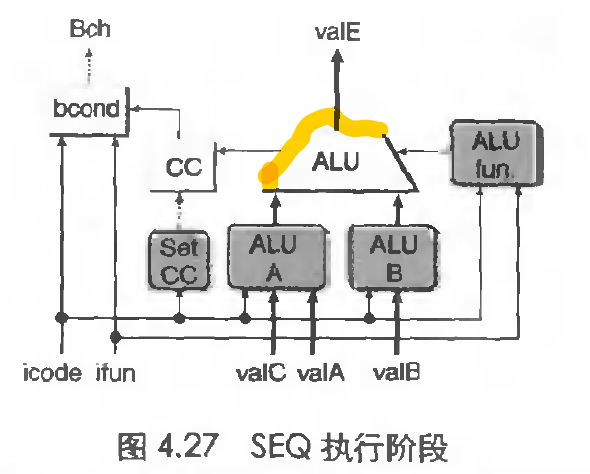 Bch
valE
bcond
CC
ALU
ALU
fun.
Set
CC
ALU
A
ALU
B
icode ifun
valC valA
valB
图 4.27 SEQ 执行阶段